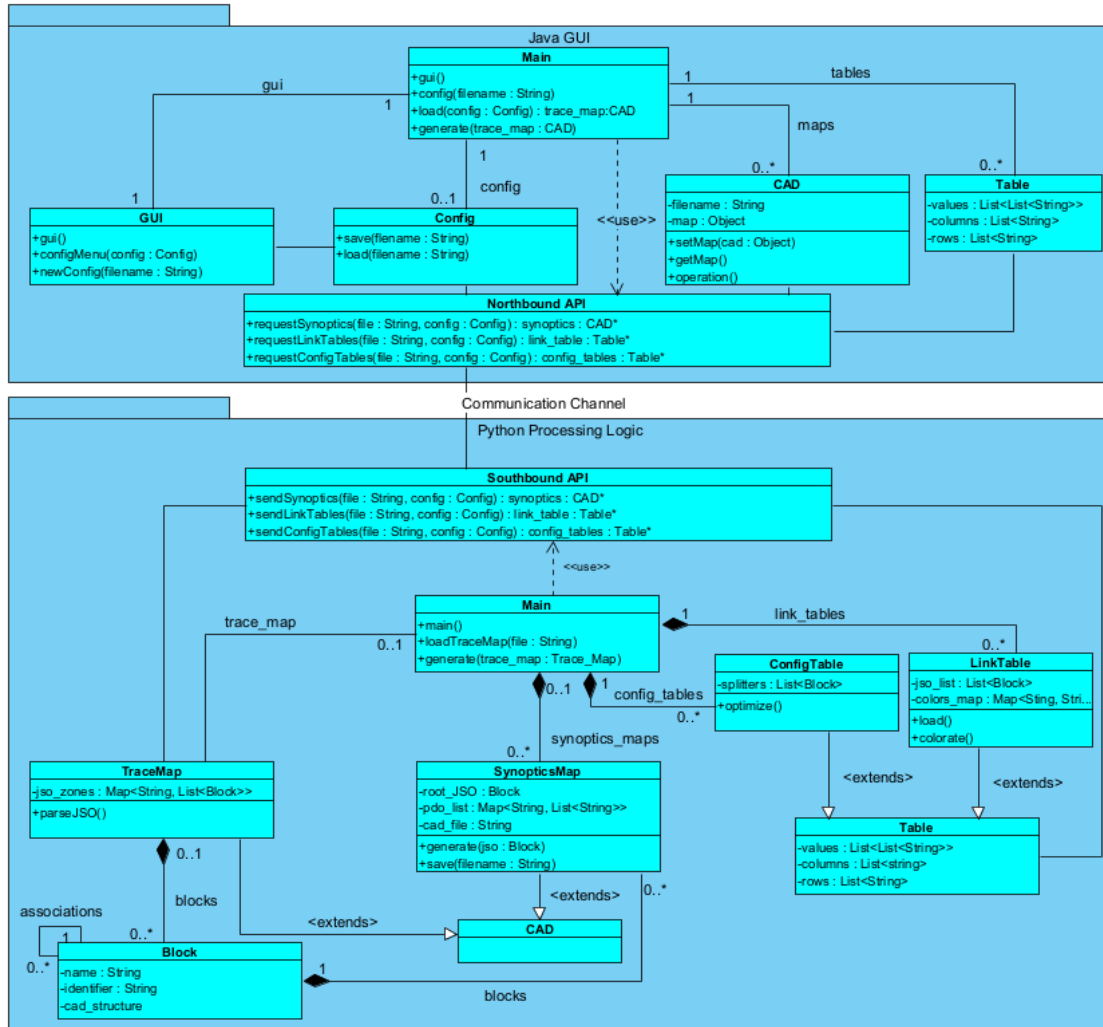 Java GUI
Main
+gui()
+config(filename : String)
+load(config : Config) : trace_map:CAD
+generate(trace_map : CAD)
gui
1
1
1
config
0..1
<<use>>
1
maps
0..*
1
tables
0..*
GUI
+gui()
+configMenu(config : Config)
+newConfig(filename : String)
Config
+save(flename : String)
+load(filename : String)
CAD
-filename : String
-map : Object
+setMap(cad : Object)
+getMap()
+operation()
Table
-values : List<List<String>>
-columns : List<String>
-rows : List<String>
Northbound API
+requestSynoptics(file : String, config : Config) : synoptics : CAD*
+requestLinkTables(file : String, config : Config) : link_table : Table*
+requestConfigTables(file : String, config : Config) : config_tables : Table*
Communication Channel
Python Processing Logic
Southbound API
+sendSynoptics(file : String, config : Config) : synoptics : CAD*
+sendLinkTables(file : String, config : Config) : link_table : Table*
+sendConfigTables(file : String, config : Config) : config_tables : Table*
<<use>>
Main
+main()
+loadTraceMap(file : String)
+generate(trace_map : Trace_Map)
trace_map
0..1
1
link_tables
0..*
1
config_tables
0..*
0..1
synoptics_maps
0..*
ConfigTable
-splitters : List<Block>
+optimize()
LinkTable
-jso_list : List<Block>
-colors_map : Map<Sting, Stri...
+load()
+colorate()
TraceMap
-jso_zones : Map<String, List<Block>>
+parseJSO()
SynopticsMap
-root_JSO : Block
-pdo_list : Map<String, List<String>>
-cad_file : String
+generate(jso : Block)
+save(filename : String)
<extends>
<extends>
Table
-values : List<List<String>>
-columns : List<string>
-rows : List<String>
0..1
blocks
0..*
associations
1
0..*
<extends>
<extends>
0..*
CAD
Block
-name : String
-identifier : String
-cad_structure
1
blocks